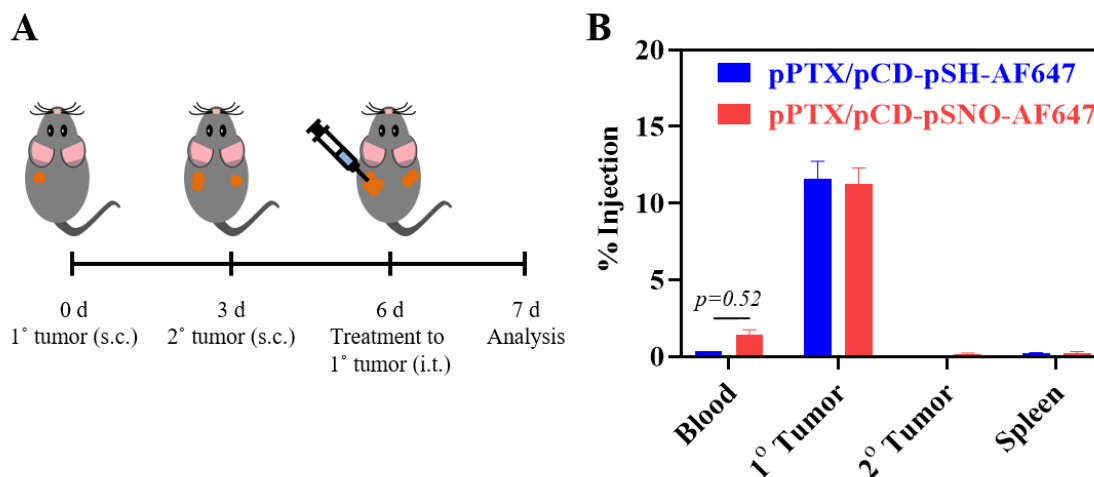 A
0 d
1˚ tumor (s.c.)
3 d
2˚ tumor (s.c.)
6 d
Treatment to
1˚ tumor (i.t.)
7 d
Analysis
B
20
15
10
5
0
% Injection
pPTX/pCD-pSH-AF647
pPTX/pCD-pSNO-AF647
p=0.52
Blood
1° Tumor
2° Tumor
Spleen